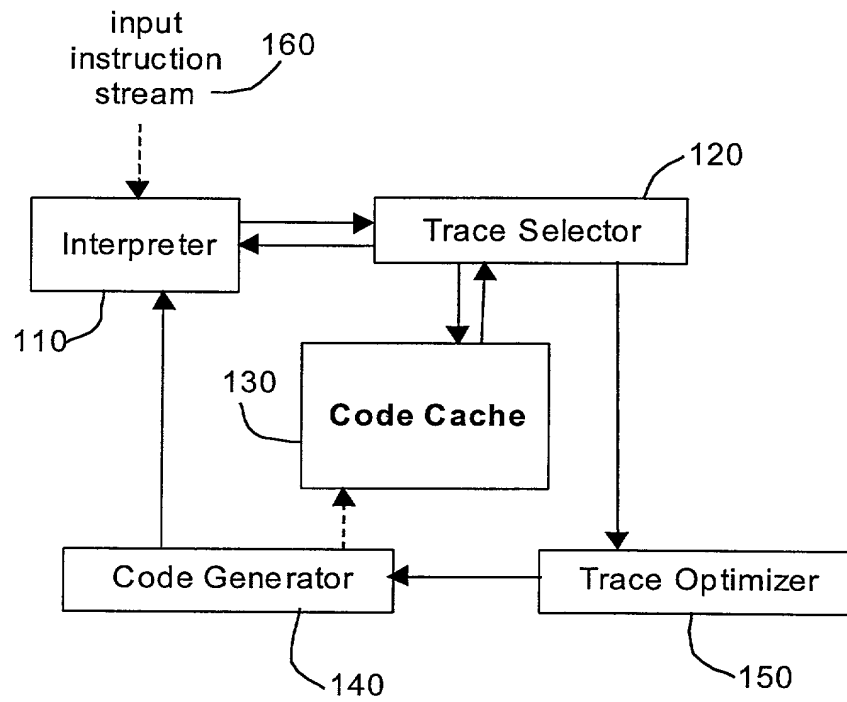 input
instruction
stream
160
120
Interpreter
Trace Selector
110
130
Code Cache
Code Generator
Trace Optimizer
140
150